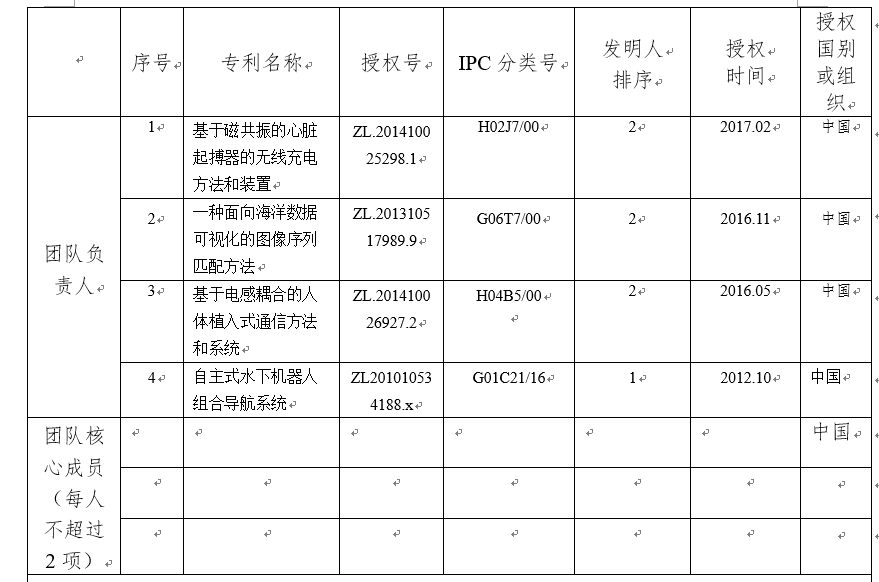 序号
专利名称
授权号
IPC 分类号
发明人
排序
授权
时间
授权
国别
或组
织
团队负
责人
1
基于磁共振的心脏
起搏器的无线充电
方法和装置
ZL.2014100
25298.1
H02J7/00
2
2017.02
中国
2
一种面向海洋数据
可视化的图像序列
匹配方法
ZL.2013105
17989.9
G06T7/00
2
2016.11
中国
3
基于电感耦合的人
体植入式通信方法
和系统
ZL.2014100
26927.2
H04B5/00
2
2016.05
中国
4
自主式水下机器人
组合导航系统
ZL20101053
4188.x
G01C21/16
1
2012.10
中国
团队核
心成员
（每人
不超过
2 项）
中国